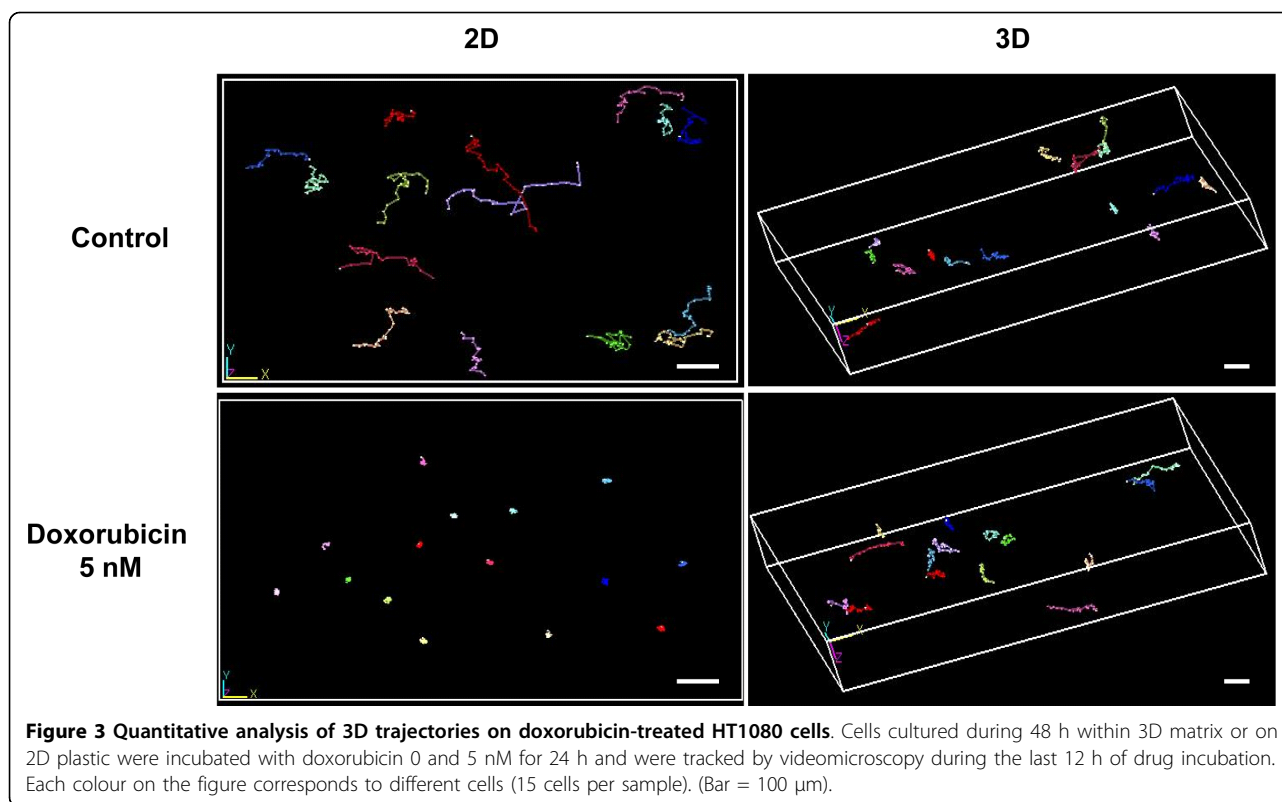 2D
3D
Control
Y
Z
X
Y
Z
X
Doxorubicin
5 nM
Y
Z
X
Y
Z
X
Figure 3 Quantitative analysis of 3D trajectories on doxorubicin-treated HT1080 cells. Cells cultured during 48 h within 3D matrix or on
2D plastic were incubated with doxorubicin 0 and 5 nM for 24 h and were tracked by videomicroscopy during the last 12 h of drug incubation.
Each colour on the figure corresponds to different cells (15 cells per sample). (Bar = 100 μm).